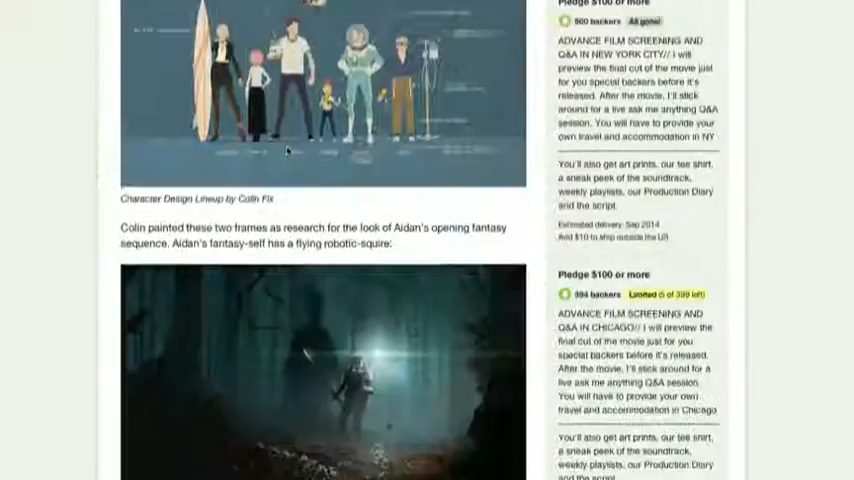 Character Design Lineup by Colin Fix
Colin painted these two frames as research for the look of Aidan's opening fantasy
sequence. Aidan's fantasy-self has a flying robotic-squire:
Pledge $100 or more
500 backers All gone!
ADVANCE FILM SCREENING AND
Q&A IN NEW YORK CITY// I will
preview the final cut of the movie just
for you special backers before it's
released. After the movie, I'll stick
around for a live ask me anything Q&A
session. You will have to provide your
own travel and accommodation in NY
You'll also get art prints, our tee shirt,
a sneak peek of the soundtrack,
weekly playlists, our Production Diary
and the script.
Estimated delivery: Sep 2014
Add $10 to ship outside the US
Pledge $100 or more
394 backers Limited (5 of 399 left)
ADVANCE FILM SCREENING AND
Q&A IN CHICAGO// I will preview the
final cut of the movie just for you
special backers before it's released.
After the movie, I'll stick around for a
live ask me anything Q&A session.
You will have to provide your own
travel and accommodation in Chicago
You'll also get art prints, our tee shirt,
a sneak peek of the soundtrack,
weekly playlists, our Production Diary
and the script.